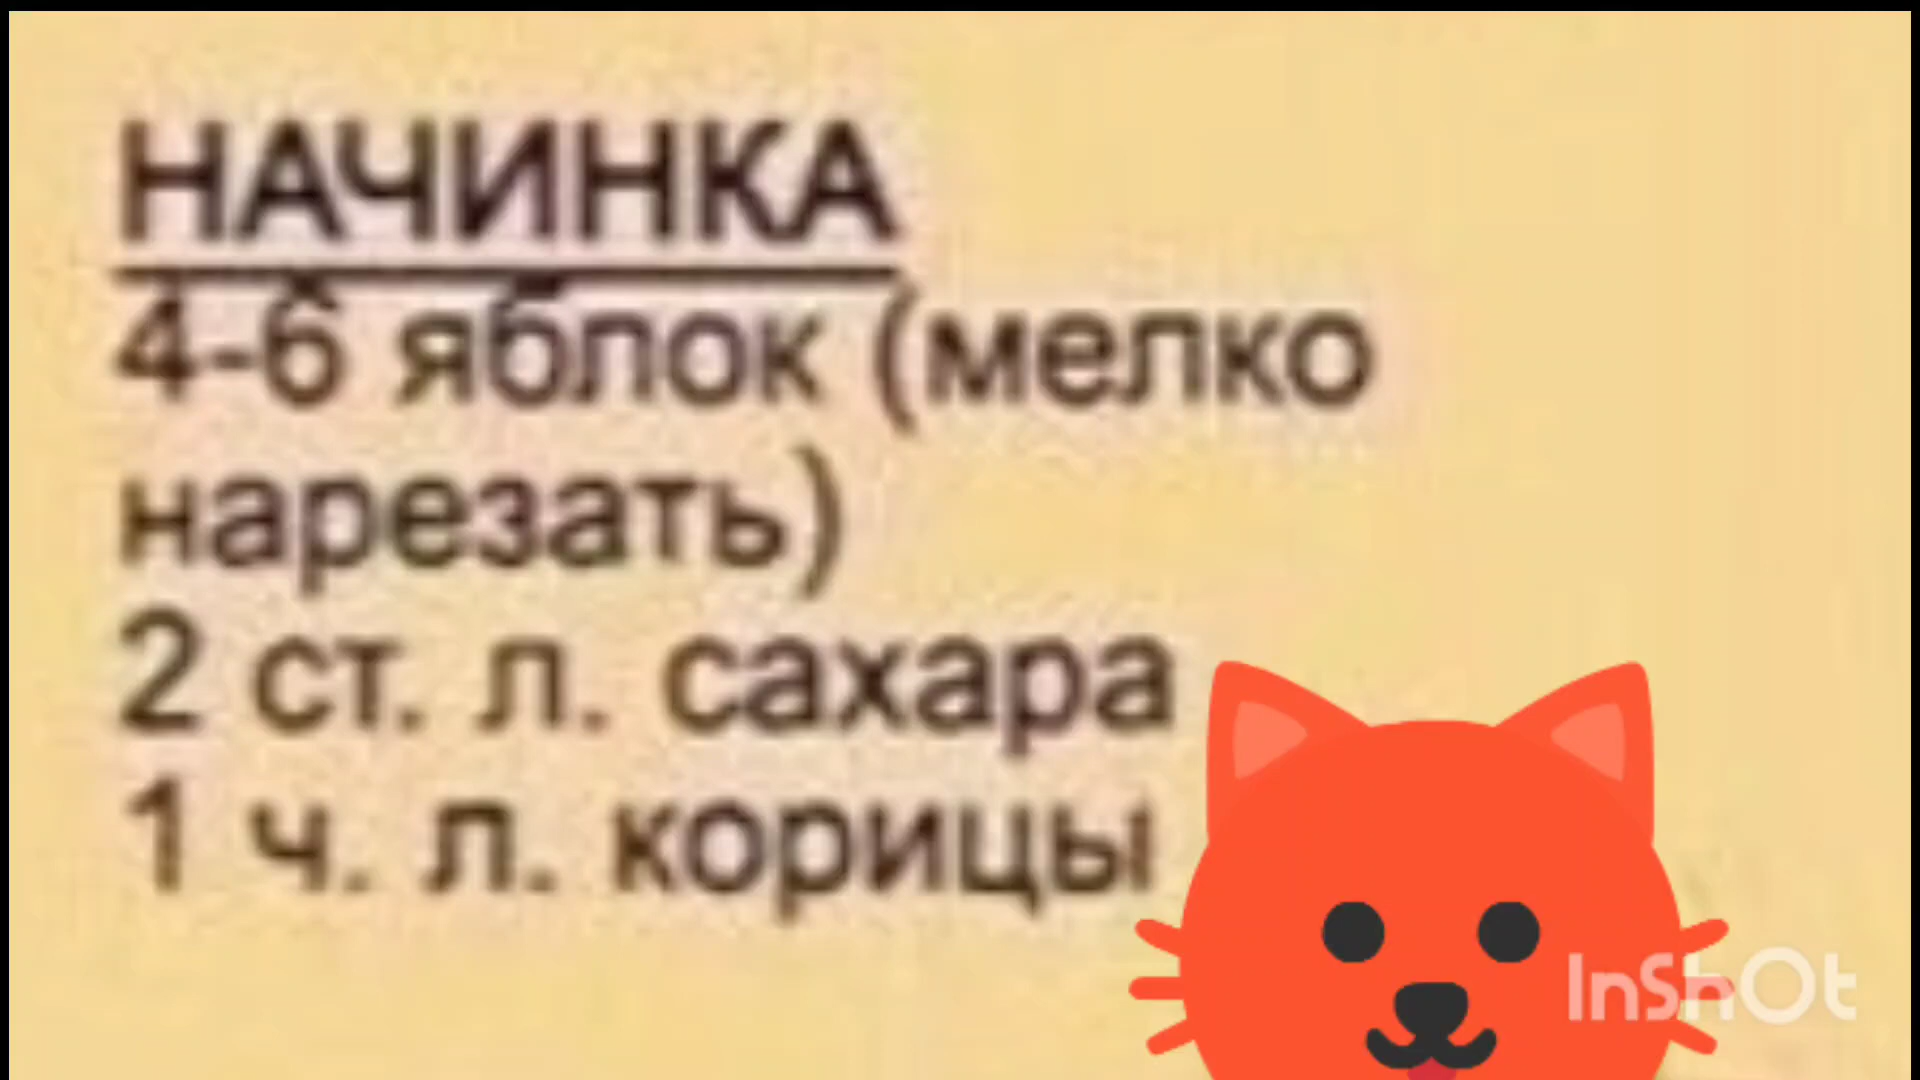 НАЧИНКА
4-6 яблок (мелко
нарезать)
2 ст. л. сахара
1 ч. л. корицы
InShOt